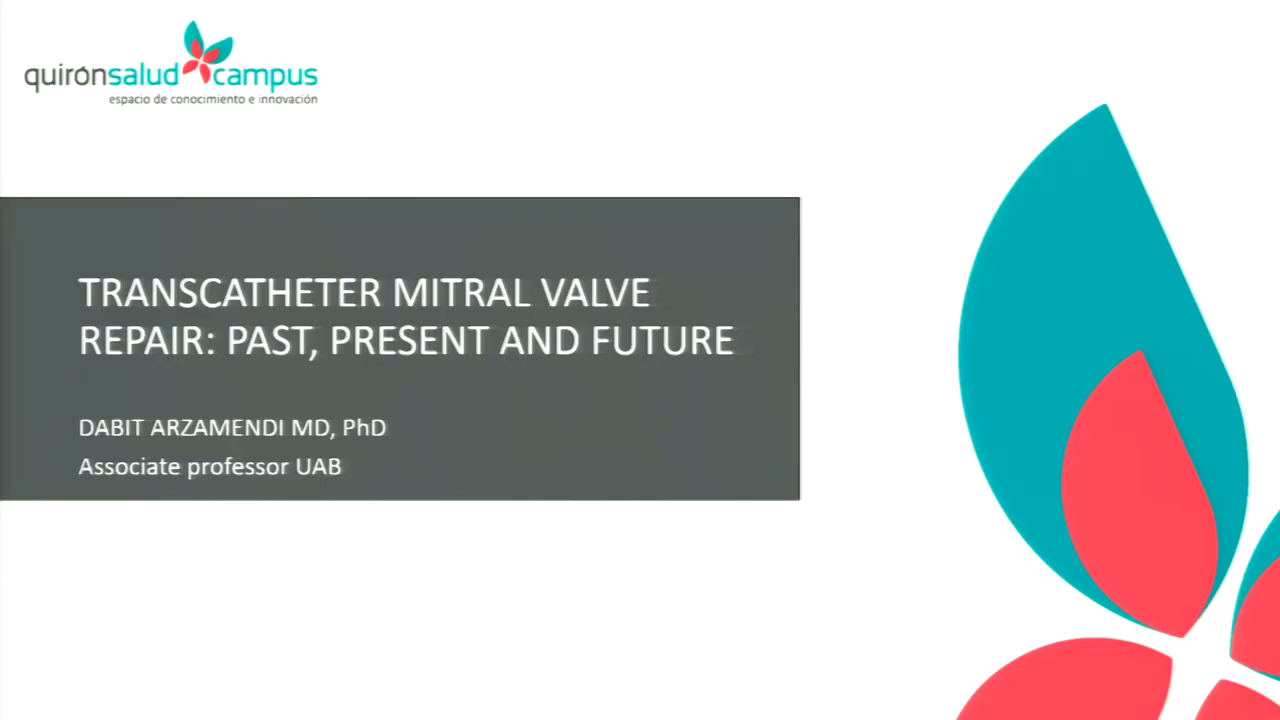 quirónsalud campus
espacio de conocimiento e innovación
TRANSCATHETER MITRAL VALVE
REPAIR: PAST, PRESENT AND FUTURE
DABIT ARZAMENDI MD, PhD
Associate professor UAB